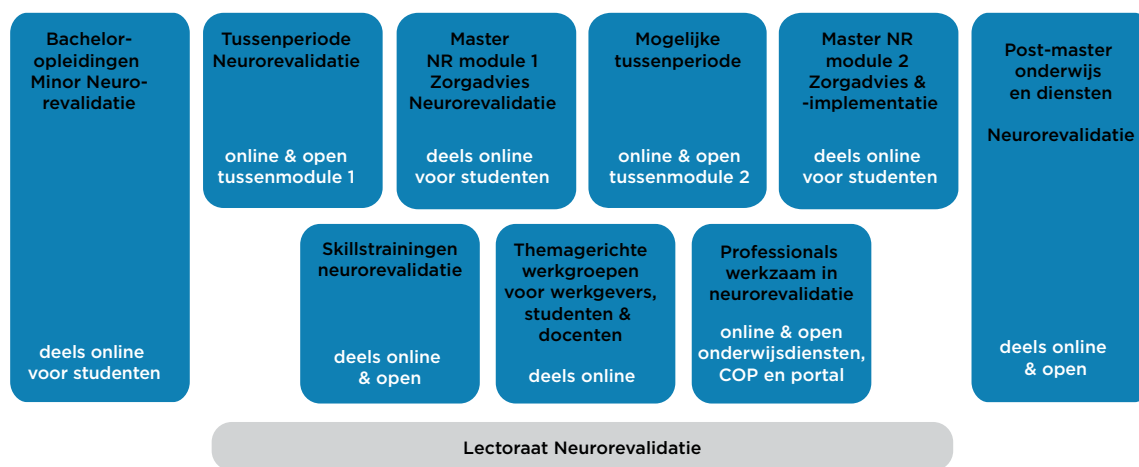 Bachelor-
opleidingen
Minor Neuro-
revalidatie
deels online
voor studenten
Tussenperiode
Neurorevalidatie
online & open
tussenmodule 1
Master
NR module 1
Zorgadvies
Neurorevalidatie
deels online
voor studenten
Mogelijke
tussenperiode
online & open
tussenmodule 2
Master NR
module 2
Zorgadvies &
-implementatie
deels online
voor studenten
Post-master
onderwijs
en diensten
Neurorevalidatie
deels online
& open
Skillstrainingen
neurorevalidatie
deels online
& open
Themagerichte
werkgroepen
voor werkgevers,
studenten &
docenten
deels online
Professionals
werkzaam in
neurorevalidatie
online & open
onderwijsdiensten,
COP en portal
Lectoraat Neurorevalidatie